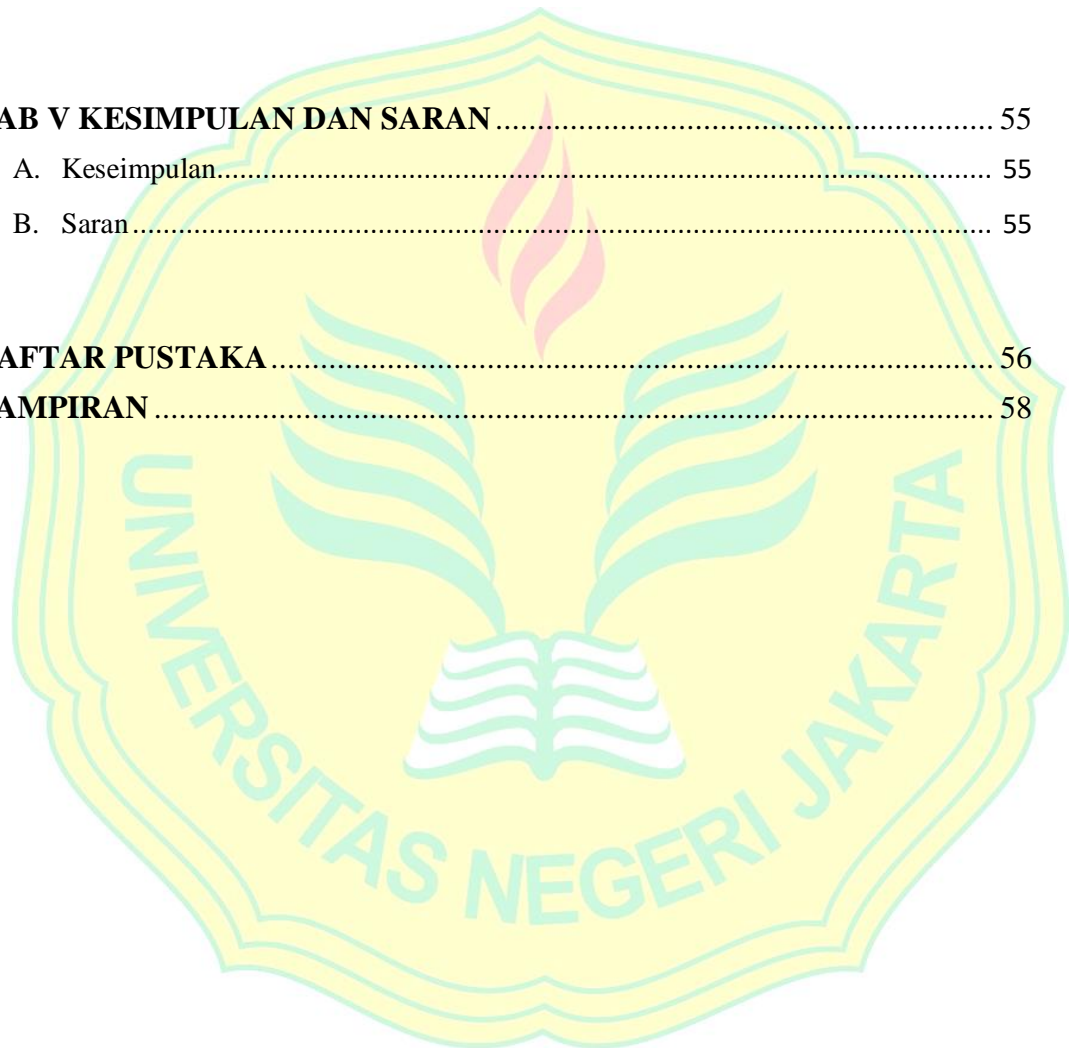 AB V KESIMPULAN DAN SARAN ........................................................ 55
A. Keseimpulan........................................................................................ 55
B. Saran .................................................................................................. 55
AFTAR PUSTAKA ................................................................................ 56
AMPIRAN .............................................................................................. 58
UNIVERSITAS NEGERI JAKARTA